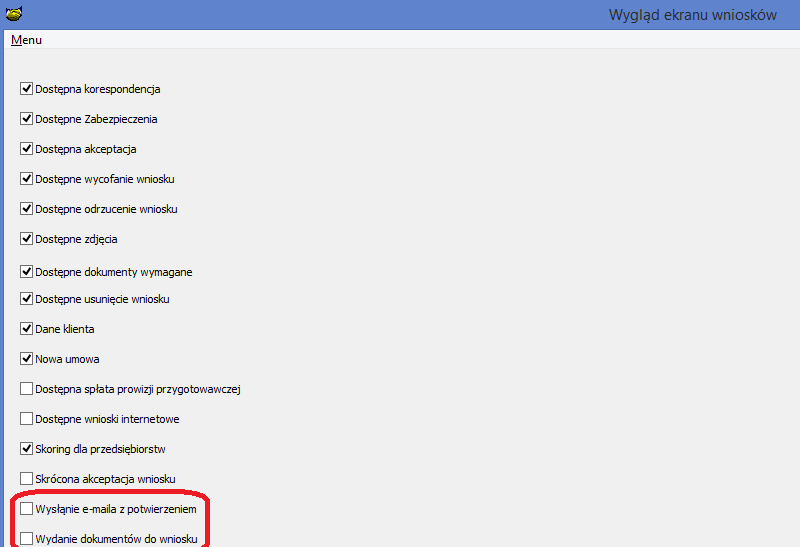 Wygląd ekranu wniosków
Menu
Dostępna korespondencja
Dostępne Zabezpieczenia
Dostępna akceptacja
Dostępne wycofanie wniosku
Dostępne odrzucenie wniosku
Dostępne zdjęcia
Dostępne dokumenty wymagane
Dostępne usunięcie wniosku
Dane klienta
Nowa umowa
Dostępna spłata prowizji przygotowawczej
Dostępne wnioski internetowe
Skoring dla przedsiębiorstw
Skrócona akceptacja wniosku
Wysłąnie e-maila z potwierzeniem
Wydanie dokumentów do wniosku